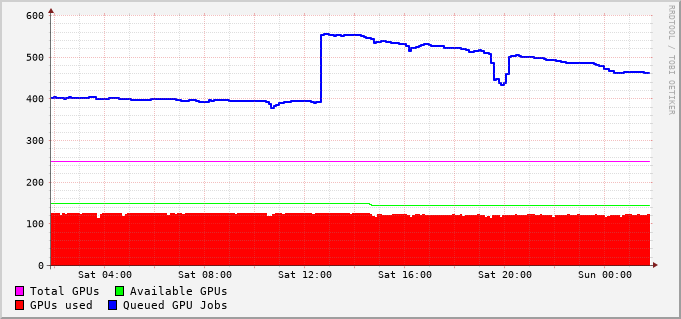 600
500
400
300
200
100
0
Sat 04:00 Sat 08:00 Sat 12:00 Sat 16:00 Sat 20:00 Sun 00:00
Total GPUs Available GPUs
GPUs used Queued GPU Jobs
RRDTOOL / TOBI OETIKER